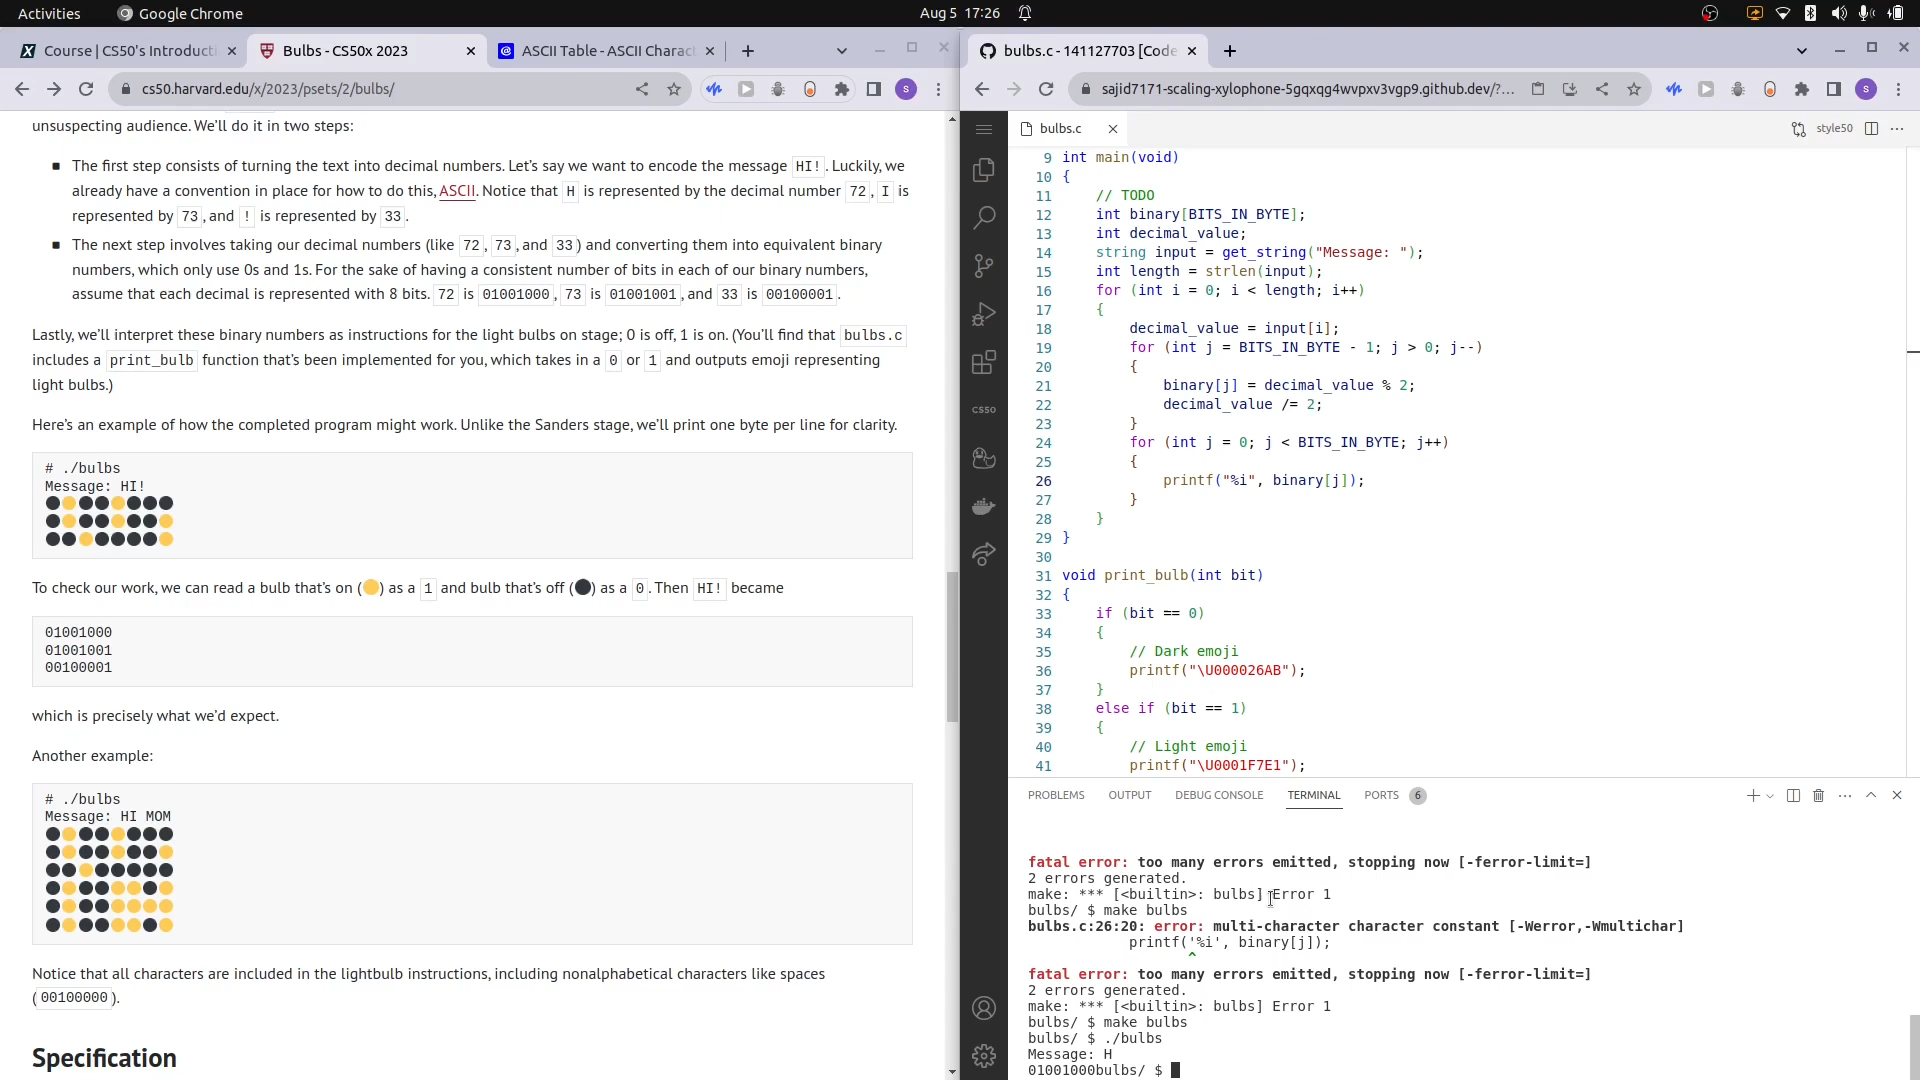 Activities
Google Chrome
Aug 5 17:26
Course | CS50's Introducti
Bulbs - CS50x 2023
ASCII Table - ASCII Charact
cs50.harvard.edu/x/2023/psets/2/bulbs/
S
unsuspecting audience. We'll do it in two steps:
The first step consists of turning the text into decimal numbers. Let's say we want to encode the message HI!. Luckily, we
already have a convention in place for how to do this, ASCII. Notice that H is represented by the decimal number 72, I is
represented by 73, and ! is represented by 33.
The next step involves taking our decimal numbers (like 72, 73, and 33) and converting them into equivalent binary
numbers, which only use 0s and 1s. For the sake of having a consistent number of bits in each of our binary numbers,
assume that each decimal is represented with 8 bits. 72 is 01001000, 73 is 01001001, and 33 is 00100001.
Lastly, we'll interpret these binary numbers as instructions for the light bulbs on stage; 0 is off, 1 is on. (You'll find that bulbs.c
includes a print_bulb function that's been implemented for you, which takes in a 0 or 1 and outputs emoji representing
light bulbs.)
Here's an example of how the completed program might work. Unlike the Sanders stage, we'll print one byte per line for clarity.
# ./bulbs
Message: HI!
To check our work, we can read a bulb that's on (🟡) as a 1 and bulb that's off (⚫) as a 0. Then HI! became
01001000
01001001
00100001
which is precisely what we'd expect.
Another example:
# ./bulbs
Message: HI MOM
Notice that all characters are included in the lightbulb instructions, including nonalphabetical characters like spaces
(00100000).
Specification
bulbs.c - 141127703 [Code
sajid7171-scaling-xylophone-5gqxqg4wvpxv3vgp9.github.dev/?...
S
bulbs.c
style50
CS50
9 int main(void)
10 {
11 // TODO
12 int binary[BITS_IN_BYTE];
13 int decimal_value;
14 string input = get_string("Message: ");
15 int length = strlen(input);
16 for (int i = 0; i < length; i++)
17 {
18 decimal_value = input[i];
19 for (int j = BITS_IN_BYTE - 1; j > 0; j--)
20 {
21 binary[j] = decimal_value % 2;
22 decimal_value /= 2;
23 }
24 for (int j = 0; j < BITS_IN_BYTE; j++)
25 {
26 printf("%i", binary[j]);
27 }
28 }
29 }
30
31 void print_bulb(int bit)
32 {
33 if (bit == 0)
34 {
35 // Dark emoji
36 printf("\U000026AB");
37 }
38 else if (bit == 1)
39 {
40 // Light emoji
41 printf("\U0001F7E1");
PROBLEMS OUTPUT DEBUG CONSOLE TERMINAL PORTS 6
fatal error: too many errors emitted, stopping now [-ferror-limit=]
2 errors generated.
make: *** [<builtin>: bulbs] Error 1
bulbs/ $ make bulbs
bulbs.c:26:20: error: multi-character character constant [-Werror,-Wmultichar]
printf('%i', binary[j]);
^
fatal error: too many errors emitted, stopping now [-ferror-limit=]
2 errors generated.
make: *** [<builtin>: bulbs] Error 1
bulbs/ $ make bulbs
bulbs/ $ ./bulbs
Message: H
01001000bulbs/ $